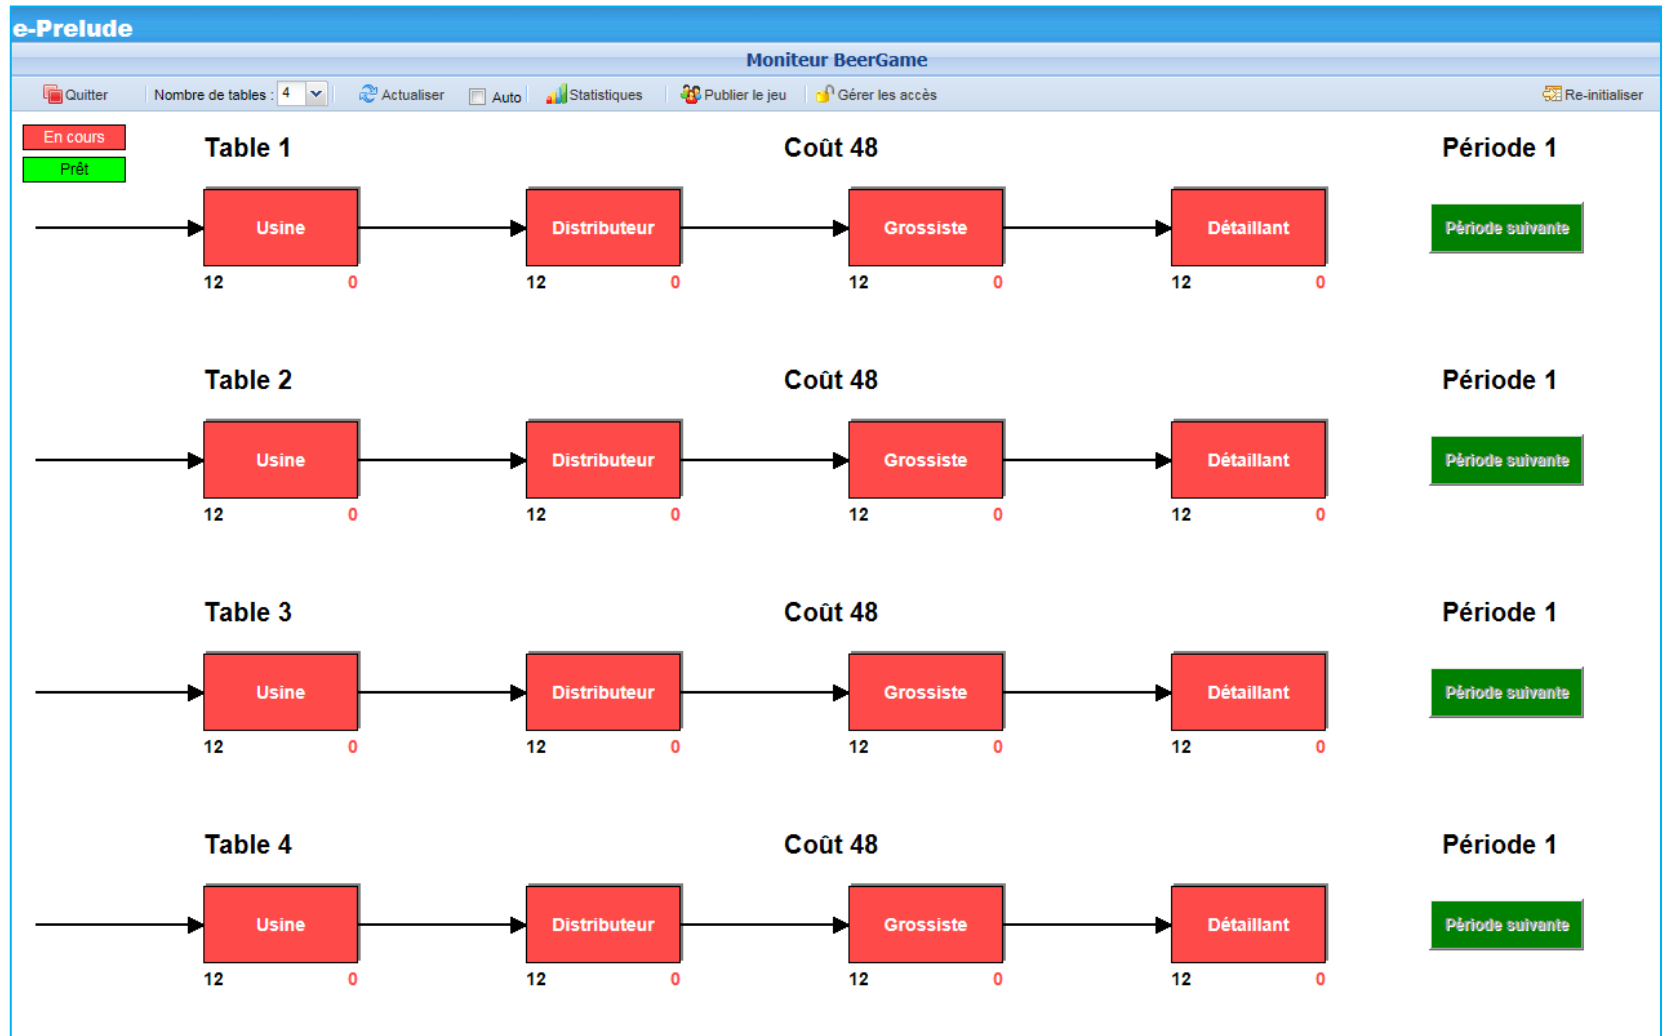 e-Prelude
Moniteur BeerGame
Quitter Nombre de tables : 4 Actualiser Auto Statistiques Publier le jeu Gérer les accès Re-initialiser
En cours
Prêt
Table 1 Coût 48 Période 1
Usine Distributeur Grossiste Détaillant Période suivante
12 0 12 0 12 0 12 0
Table 2 Coût 48 Période 1
Usine Distributeur Grossiste Détaillant Période suivante
12 0 12 0 12 0 12 0
Table 3 Coût 48 Période 1
Usine Distributeur Grossiste Détaillant Période suivante
12 0 12 0 12 0 12 0
Table 4 Coût 48 Période 1
Usine Distributeur Grossiste Détaillant Période suivante
12 0 12 0 12 0 12 0